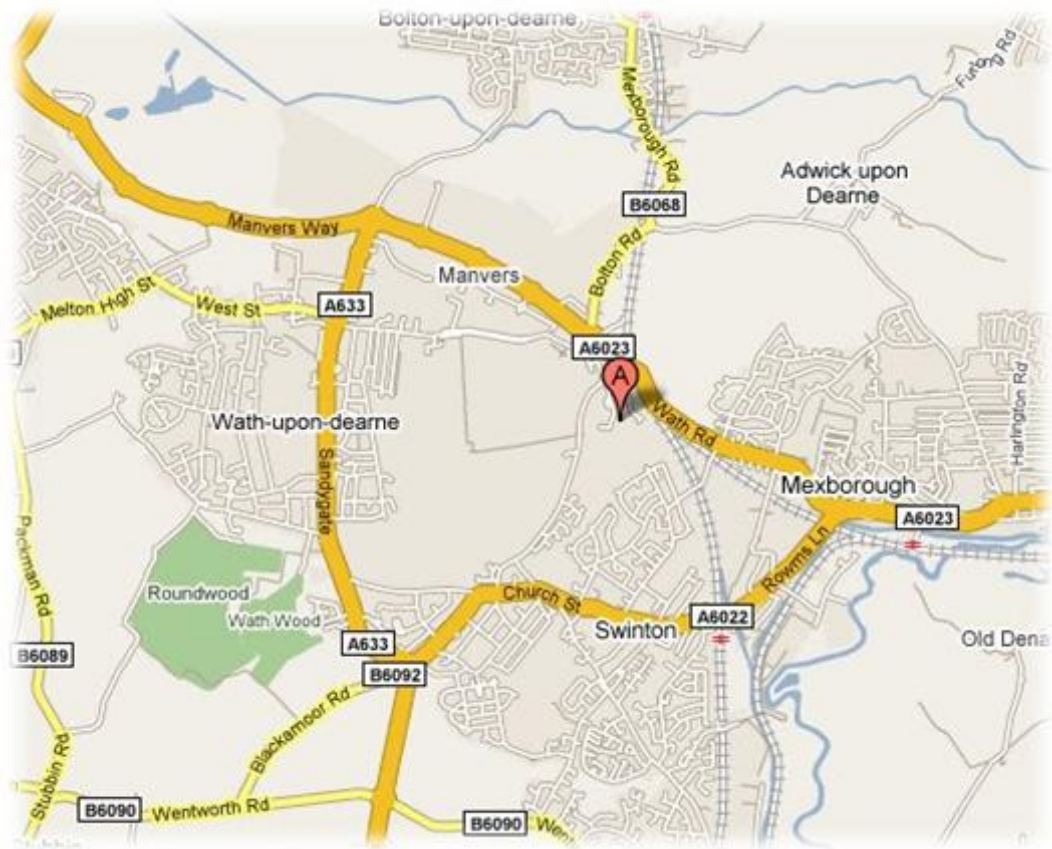 Bolton-upon-dearne
Furlong Rd
Mexborough Rd
Adwick upon
Dearne
B6068
Manvers Way
Bolton Rd
Manvers
Melton High St
West St
A633
A6023
A
Harlington Rd
Wath Rd
Wath-upon-dearne
Sandygate
Mexborough
A6023
Packman Rd
Rowms Ln
Roundwood
Church St
Wath Wood
A6022
Swinton
A633
Old Dena
B6089
B6092
Blackamoor Rd
Stubbin Rd
B6090
Wentworth Rd
B6090
Went